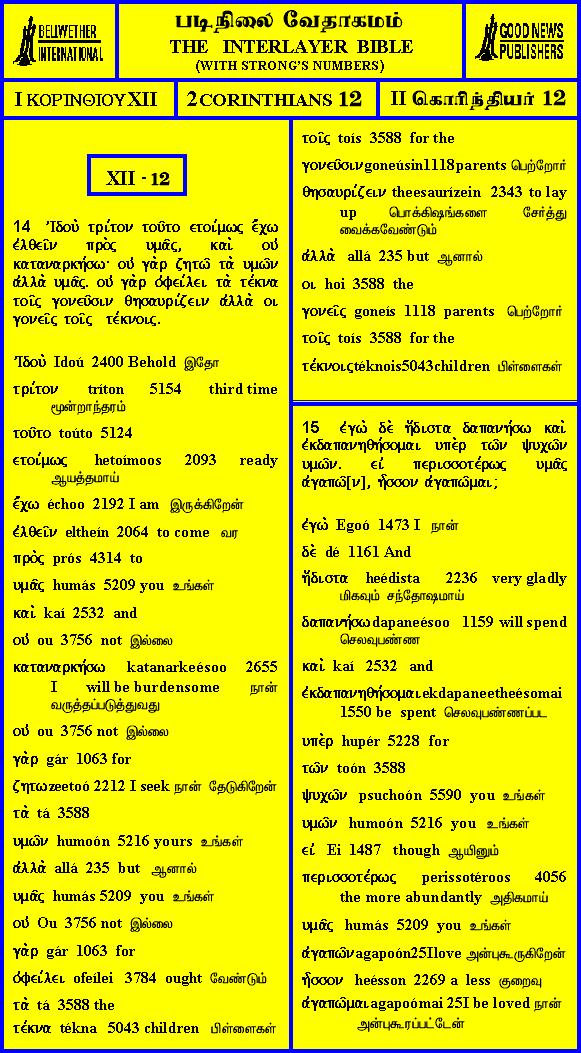 BELLWETHER
INTERNATIONAL
படிநிலை வேதாகமம்
THE INTERLAYER BIBLE
(WITH STRONG'S NUMBERS)
GOOD NEWS
PUBLISHERS
I ΚΟΡΙΝΘΙΟΥ XII
2 CORINTHIANS 12
II கொரிந்தியர் 12
XII - 12
14 Ἰδοὺ τρίτον τοῦτο ετοίμως ἔχω
ἐλθεῖν πρὸς υμᾶς, καὶ οὐ
καταναρκήσω· οὐ γὰρ ζητῶ τὰ υμῶν
ἀλλὰ υμᾶς. οὐ γὰρ ὀφείλει τὰ τέκνα
τοῖς γονεῦσιν θησαυρίζειν ἀλλὰ οι
γονεῖς τοῖς τέκνοις.
Ἰδοὺ Idoú 2400 Behold இதோ
τρίτον tríton 5154 third time
மூன்றாந்தரம்
τοῦτο toúto 5124
ετοίμως hetoímoos 2093 ready
ஆயத்தமாய்
ἔχω échoo 2192 I am இருக்கிறேன்
ἐλθεῖν eltheín 2064 to come வர
πρὸς prós 4314 to
υμᾶς humás 5209 you உங்கள்
καὶ kaí 2532 and
οὐ ou 3756 not இல்லை
καταναρκήσω katanarkeésoo 2655
I will be burdensome நான்
வருத்தப்படுத்துவது
οὐ ou 3756 not இல்லை
γὰρ gár 1063 for
ζητω zeetoó 2212 I seek நான் தேடுகிறேன்
τὰ tá 3588
υμῶν humoón 5216 yours உங்கள்
ἀλλὰ allá 235 but ஆனால்
υμᾶς humás 5209 you உங்கள்
οὐ Ou 3756 not இல்லை
γὰρ gár 1063 for
ὀφείλει ofeílei 3784 ought வேண்டும்
τὰ tá 3588 the
τέκνα tékna 5043 children பிள்ளைகள்
τοῖς toís 3588 for the
γονεῦσιν goneúsin 1118 parents பெற்றோர்
θησαυρίζειν theesaurízein 2343 to lay
up பொக்கிஷங்களை சேர்த்து
வைக்கவேண்டும்
ἀλλὰ allá 235 but ஆனால்
οι hoi 3588 the
γονεῖς goneís 1118 parents பெற்றோர்
τοῖς toís 3588 for the
τέκνοις téknois 5043 children பிள்ளைகள்
15 ἐγὼ δὲ ἥδιστα δαπανήσω καὶ
ἐκδαπανηθήσομαι υπὲρ τῶν ψυχῶν
υμῶν. εἰ περισσοτέρως υμᾶς
ἀγαπῶ[ν], ἧσσον ἀγαπῶμαι;
ἐγὼ Egoó 1473 I நான்
δὲ dé 1161 And
ἥδιστα heédista 2236 very gladly
மிகவும் சந்தோஷமாய்
δαπανήσω dapaneésoo 1159 will spend
செலவுபண்ண
καὶ kaí 2532 and
ἐκδαπανηθήσομαι ekdapaneetheésomai
1550 be spent செலவுபண்ணப்பட
υπὲρ hupér 5228 for
τῶν toón 3588
ψυχῶν psuchoón 5590 you உங்கள்
υμῶν humoón 5216 you உங்கள்
εἰ Ei 1487 though ஆயினும்
περισσοτέρως perissotéroos 4056
the more abundantly அதிகமாய்
υμᾶς humás 5209 you உங்கள்
ἀγαπῶν agapoón 25 I love அன்புகூருகிறேன்
ἧσσον heésson 2269 a less குறைவு
ἀγαπῶμαι agapoómai 25 I be loved நான்
அன்புகூரப்பட்டேன்